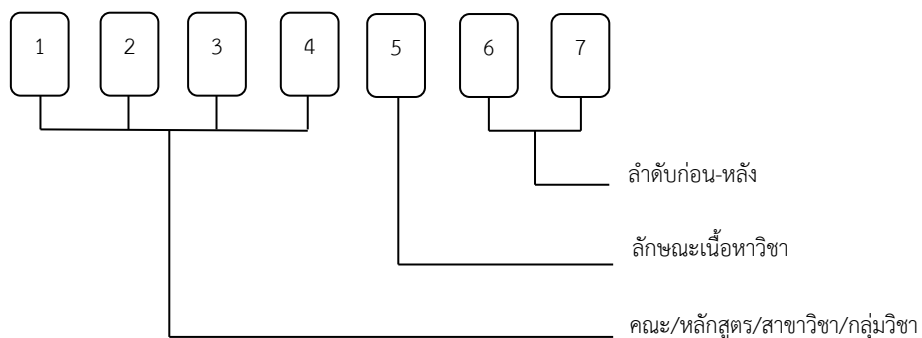 1 2 3 4 5 6 7
ลำดับก่อน-หลัง
ลักษณะเนื้อหาวิชา
คณะ/หลักสูตร/สาขาวิชา/กลุ่มวิชา